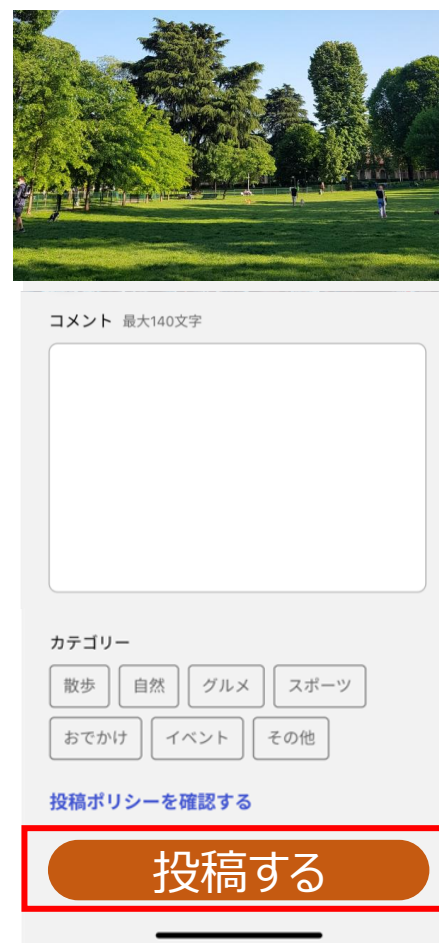 コメント 最大140文字
カテゴリー
散歩 自然 グルメ スポーツ
おでかけ イベント その他
投稿ポリシーを確認する
投稿する